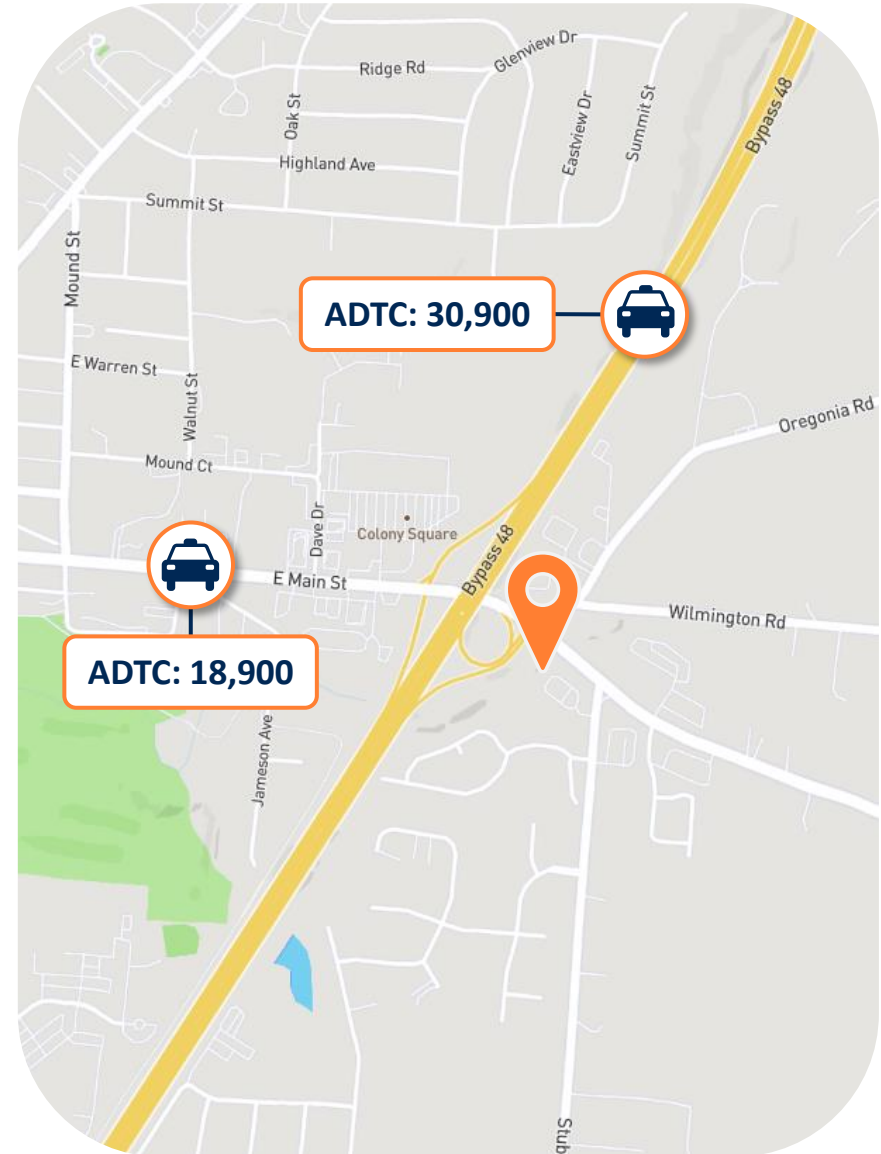 Ridge Rd
Glenview Dr
Oak St
Eastview Dr
Summit St
Bypass 48
Highland Ave
Summit St
Mound St
ADTC: 30,900
E Warren St
Walnut St
Oregonia Rd
Mound Ct
Dave Dr
Colony Square
Bypass 48
E Main St
Wilmington Rd
ADTC: 18,900
Jameson Ave
Stub